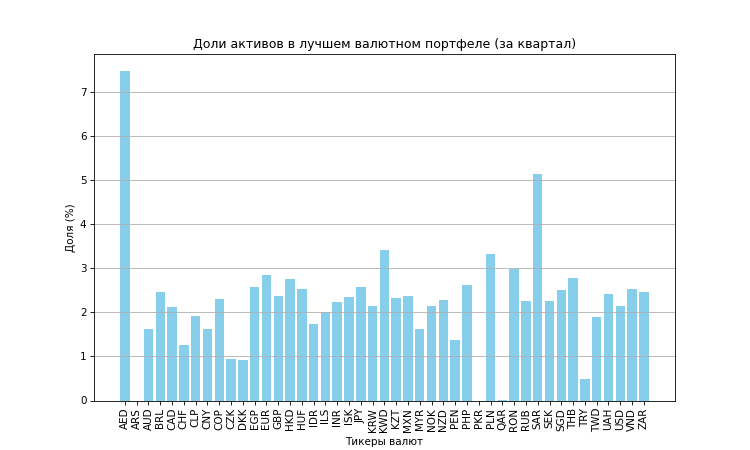 Доли активов в лучшем валютном портфеле (за квартал)
Доля (%)
7
6
5
4
3
2
1
0
AED ARS AUD BRL CAD CHF CLP CNY COP CZK DKK EGP EUR GBP HKD HUF IDR ILS INR ISK JPY KRW KWD KZT MXN MYR NOK NZD PEN PHP PKR PLN QAR RON RUB SAR SEK SGD THB TRY TWD UAH USD VND ZAR
Тикеры валют